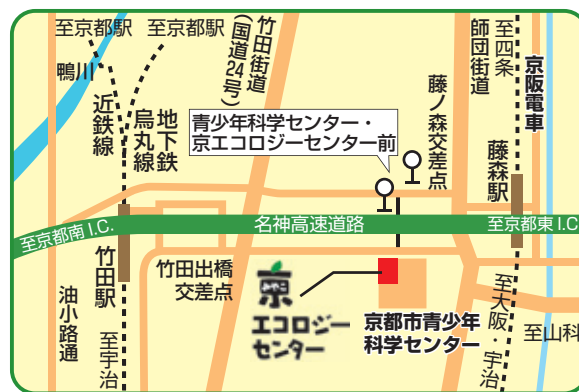 至京都駅
至京都駅
鴨川
近鉄線
地下鉄
烏丸線
竹田街道
(国道24号)
青少年科学センター・
京エコロジーセンター前
藤ノ森交差点
師団街道
至四条
京阪電車
藤森駅
至京都南I.C.
名神高速道路
至京都東I.C
竹田駅
油小路通
至宇治
竹田出橋
交差点
京
エコロジー
センター
京都市青少年
科学センター
至大阪・宇治
至山科